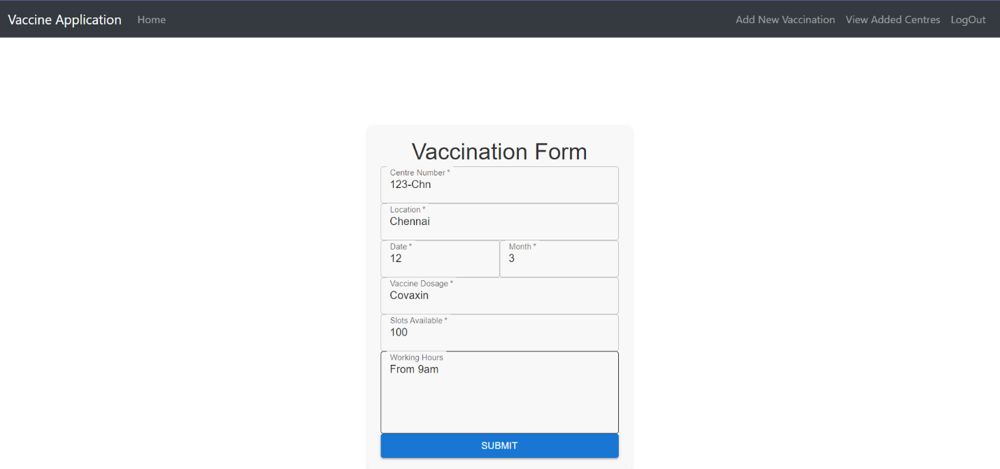 Vaccine Application Home Add New Vaccination View Added Centres LogOut
Vaccination Form
Centre Number *
123-Chn
Location *
Chennai
Date * Month *
12 3
Vaccine Dosage *
Covaxin
Slots Available *
100
Working Hours
From 9am
SUBMIT